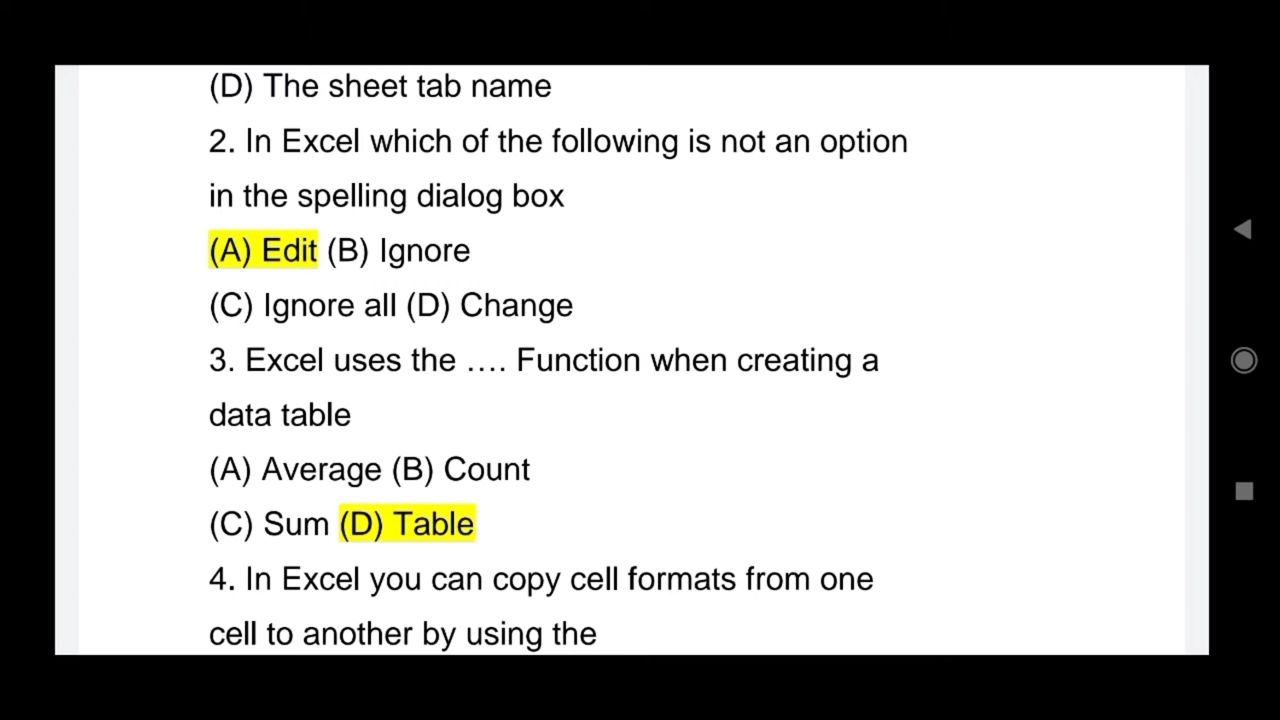 (D) The sheet tab name
2. In Excel which of the following is not an option
in the spelling dialog box
(A) Edit (B) Ignore
(C) Ignore all (D) Change
3. Excel uses the …. Function when creating a
data table
(A) Average (B) Count
(C) Sum (D) Table
4. In Excel you can copy cell formats from one
cell to another by using the